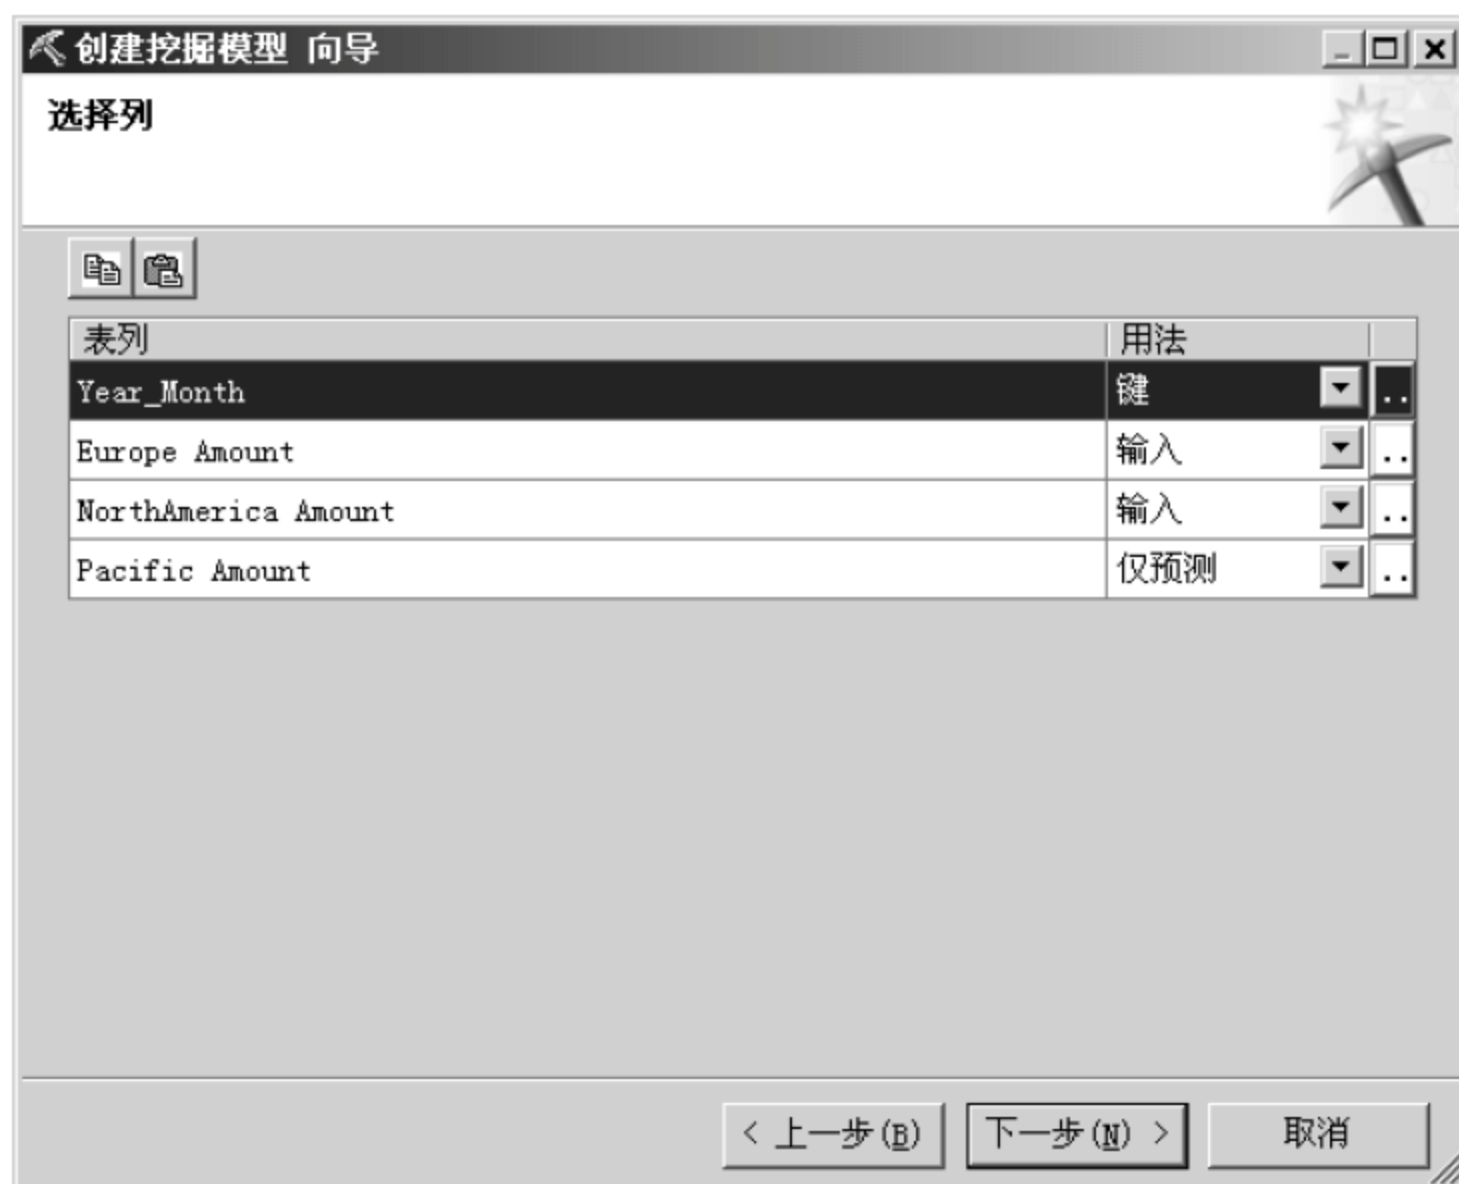 创建挖掘模型 向导
选择列
表列 用法
Year_Month 键 ..
Europe Amount 输入 ..
NorthAmerica Amount 输入 ..
Pacific Amount 仅预测 ..
< 上一步(B) 下一步(N) > 取消